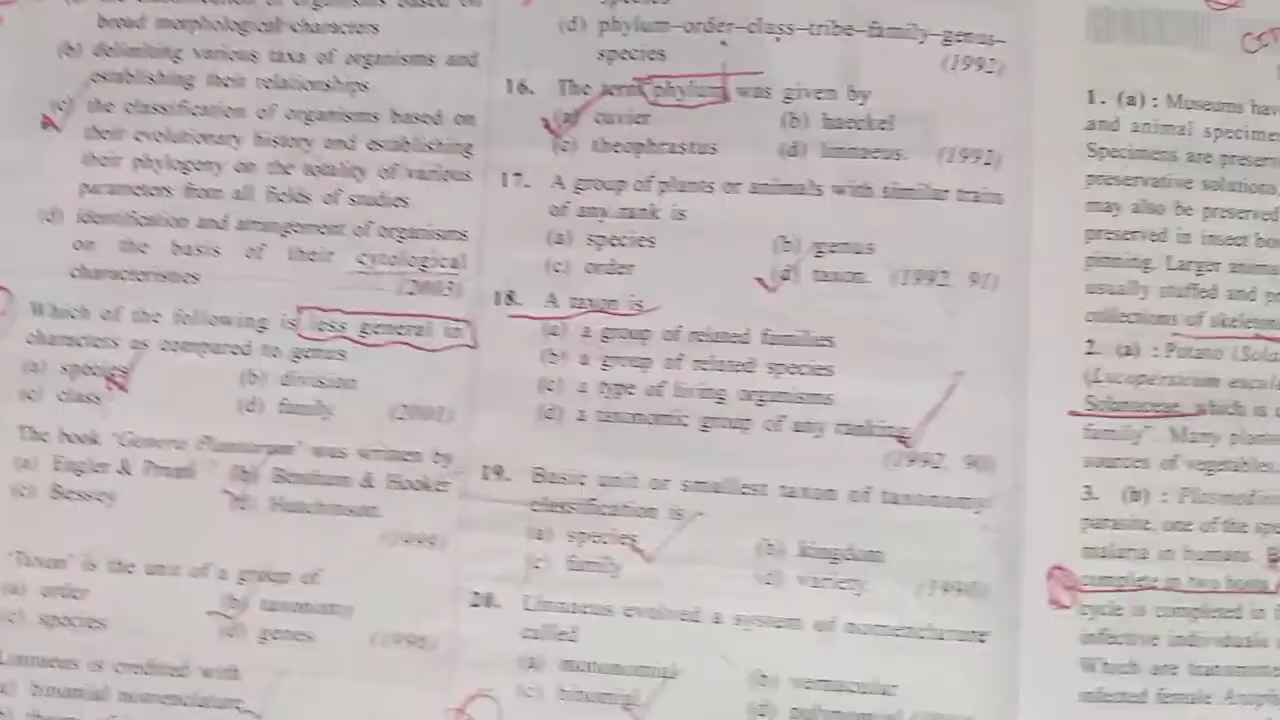 broad morphological characters
(b) delimiting various taxa of organisms and
establishing their relationships
(c) the classification of organisms based on
their evolutionary history and establishing
their phylogeny on the totality of various
parameters from all fields of studies
(d) identification and arrangement of organisms
on the basis of their cytological
characteristics (2003)
Which of the following is less general in
characters as compared to genus
(a) species (b) division
(c) class (d) family (2001)
The book "Genera Plantarum" was written by
(a) Engler & Prantl (b) Bentham & Hooker
(c) Bessey (d) Hutchinson.
'Taxon' is the unit of a group of
(a) order (b) taxonomy
(c) species (d) genes
Linnaeus is credited with
(a) binomial nomenclature
species
(d) phylum–order–class–tribe–family–genus–
species (1992)
16. The term phylum was given by
(a) cuvier (b) haeckel
(c) theophrastus (d) linnaeus. (1992)
17. A group of plants or animals with similar traits
of any rank is
(a) species (b) genus
(c) order (d) taxon. (1992, 91)
18. A taxon is
(a) a group of related families
(b) a group of related species
(c) a type of living organisms
(d) a taxonomic group of any ranking
(1992, 90)
19. Basic unit or smallest taxon of taxonomy
classification is
(a) species (b) kingdom
(c) family (d) variety.
20. Linnaeus evolved a system of nomenclature
called
(a) mononomial (b) vernacular
(c) binomial (d) polynomial
1. (a) : Museums hav
and animal specime
Specimens are preser
preservative solutions
may also be preserved
preserved in insect bo
pinning. Larger anima
usually stuffed and p
collections of skeleton
2. (a) : Potato (Sola
(Lycopersicum escul
Solanaceae which is
family". Many plant
sources of vegetables.
3. (b) : Plasmodiu
parasite, one of the sp
malaria in humans.
complete in two hosts
cycle is completed in
infective individuals
Which are transmitt
infected female Anoph